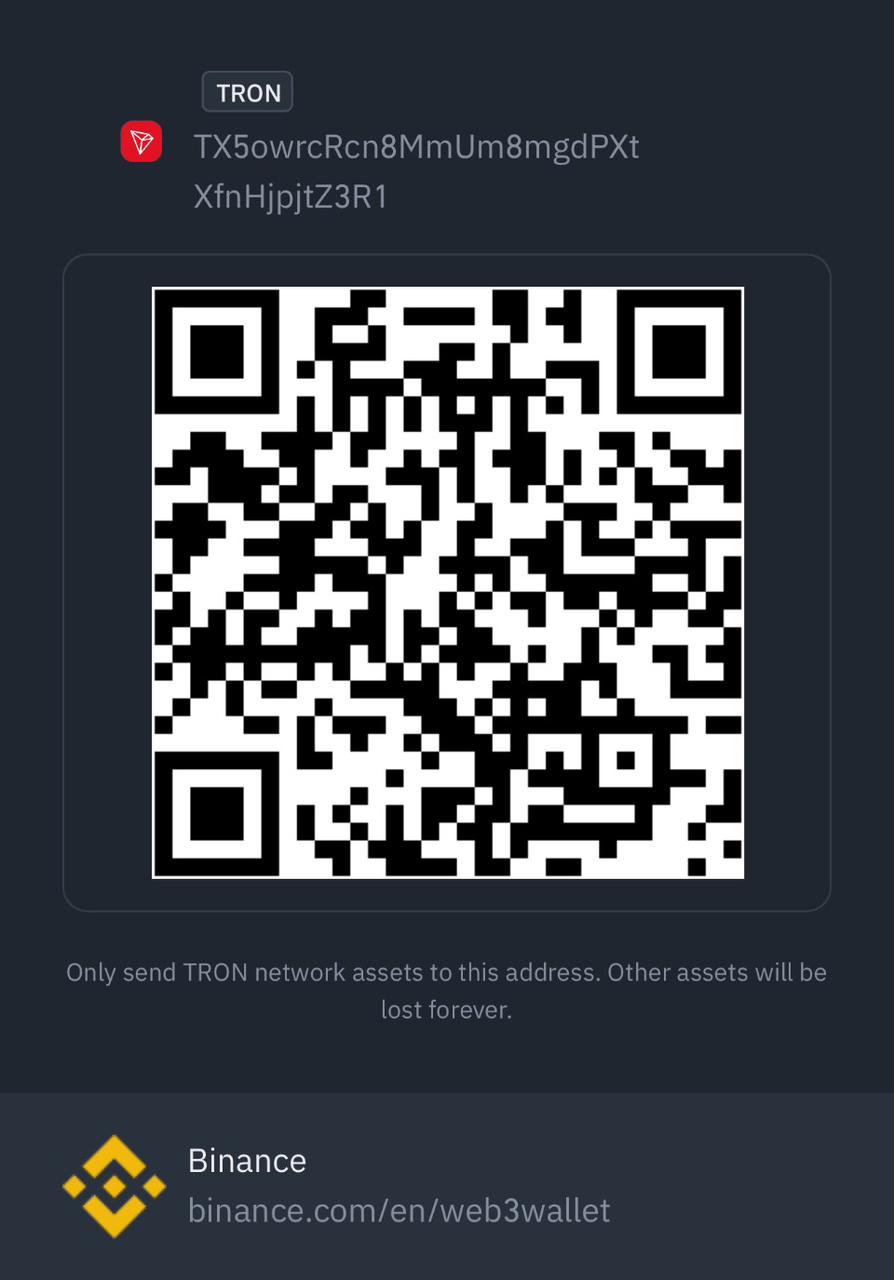 TRON
TX5owrcRcn8MmUm8mgdPXt
XfnHjpjtZ3R1
Only send TRON network assets to this address. Other assets will be
lost forever.
Binance
binance.com/en/web3wallet